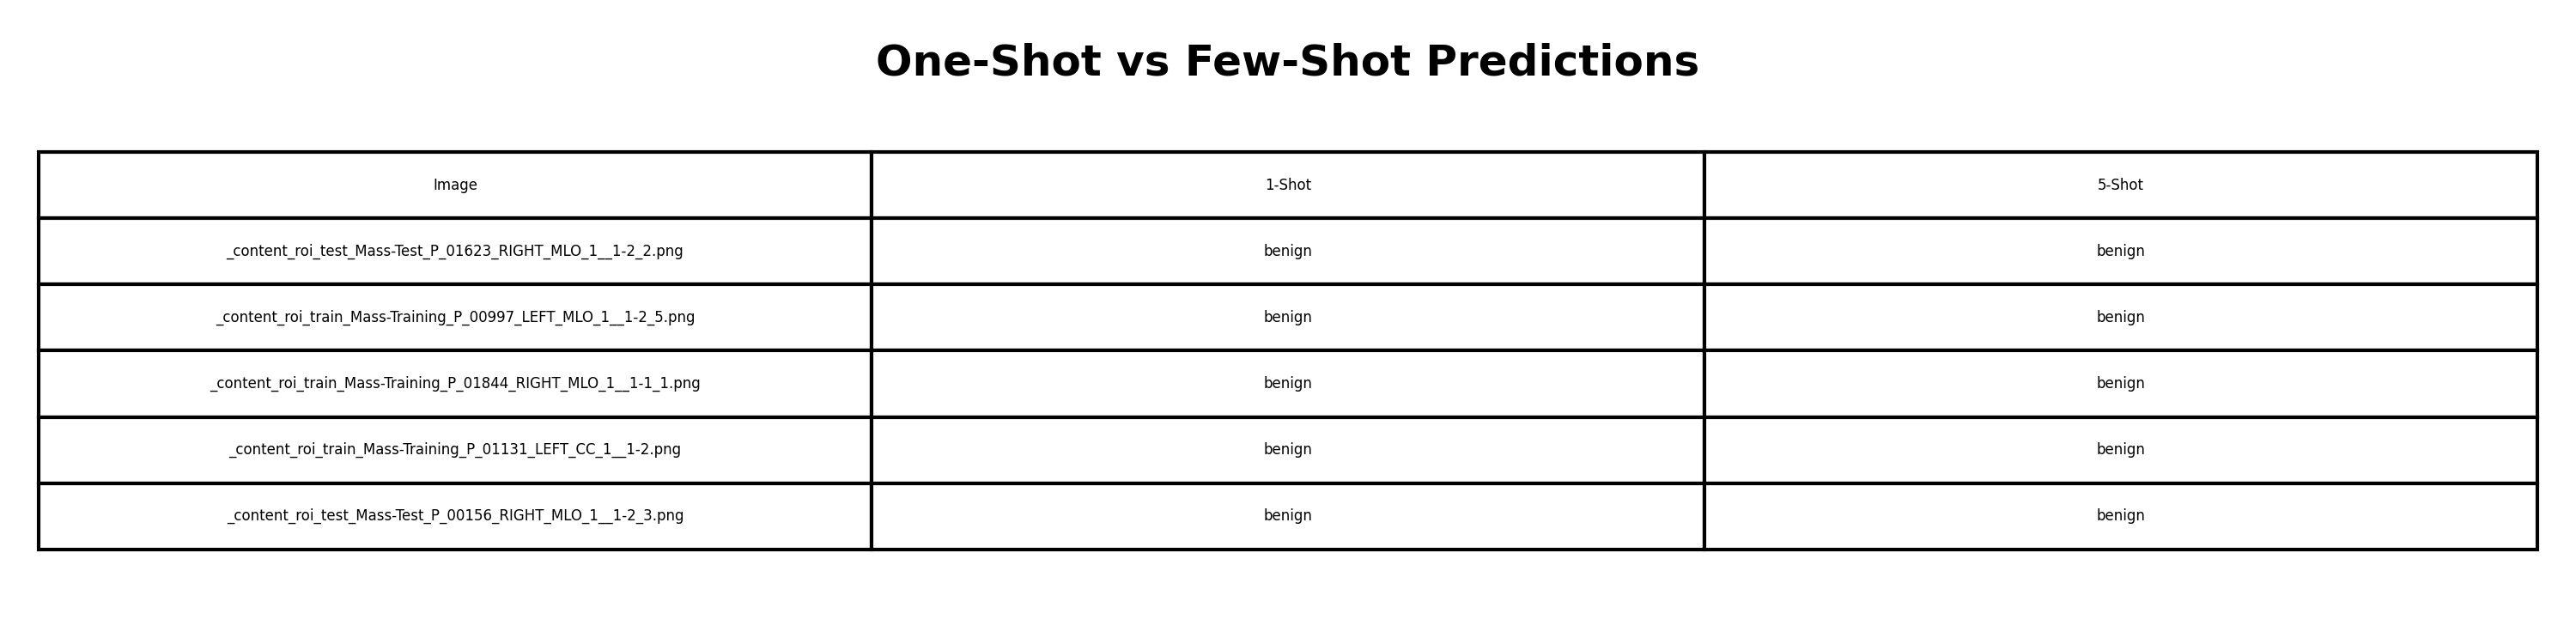 One-Shot vs Few-Shot Predictions
Image 1-Shot 5-Shot
_content_roi_test_Mass-Test_P_01623_RIGHT_MLO_1__1-2_2.png benign benign
_content_roi_train_Mass-Training_P_00997_LEFT_MLO_1__1-2_5.png benign benign
_content_roi_train_Mass-Training_P_01844_RIGHT_MLO_1__1-1_1.png benign benign
_content_roi_train_Mass-Training_P_01131_LEFT_CC_1__1-2.png benign benign
_content_roi_test_Mass-Test_P_00156_RIGHT_MLO_1__1-2_3.png benign benign